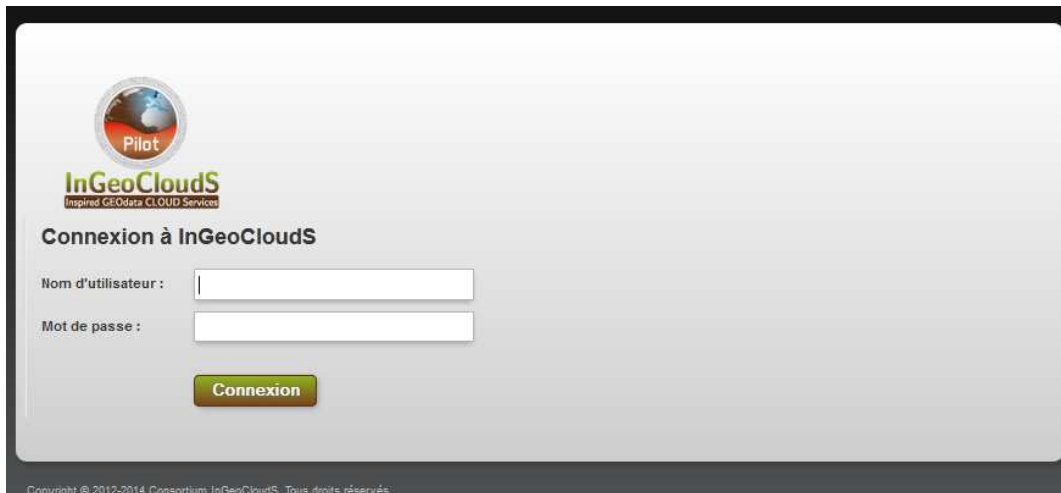 Pilot
InGeoCloudS
Inspired GEOdata CLOUD Services
Connexion à InGeoCloudS
Nom d'utilisateur :
Mot de passe :
Connexion
Copyright © 2012-2014 Consortium InGeoCloudS. Tous droits réservés.